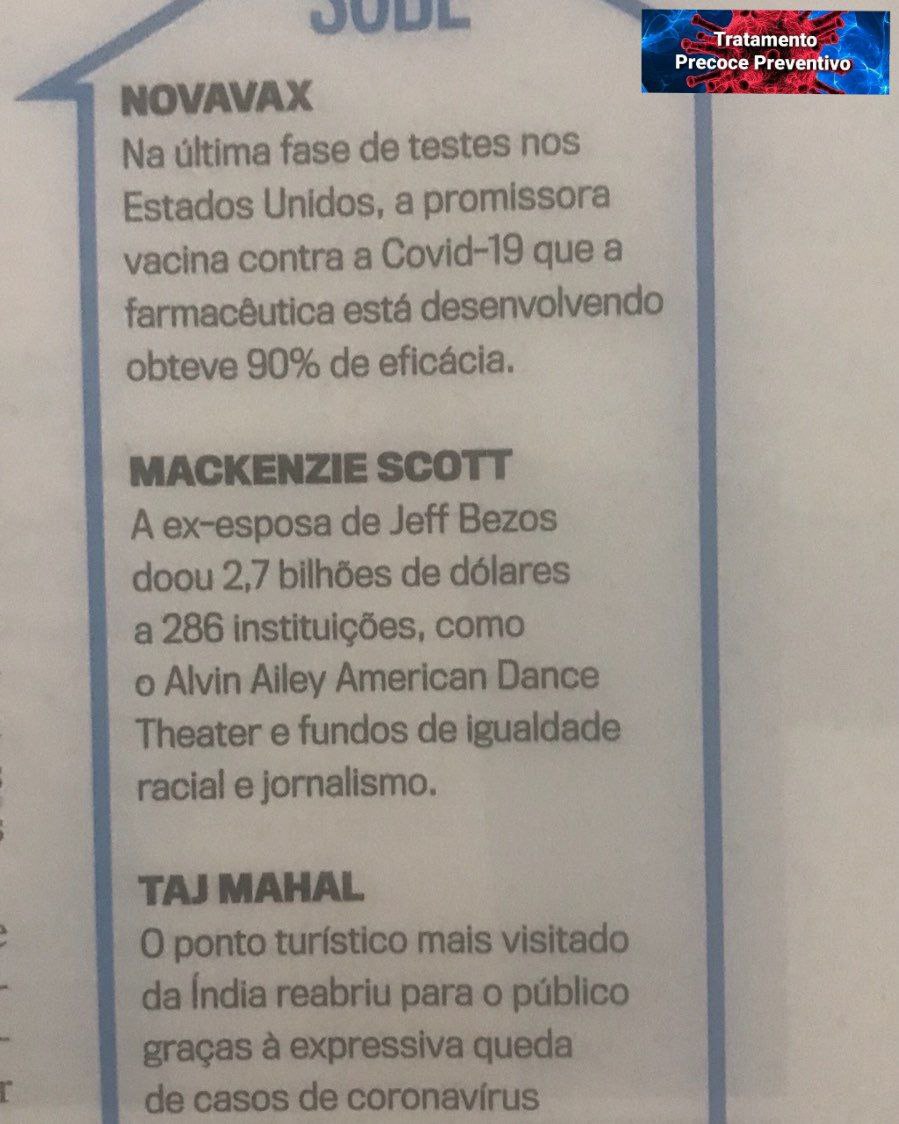 SOBE
Tratamento
Precoce Preventivo
NOVAVAX
Na última fase de testes nos
Estados Unidos, a promissora
vacina contra a Covid-19 que a
farmacêutica está desenvolvendo
obteve 90% de eficácia.
MACKENZIE SCOTT
A ex-esposa de Jeff Bezos
doou 2,7 bilhões de dólares
a 286 instituições, como
o Alvin Ailey American Dance
Theater e fundos de igualdade
racial e jornalismo.
TAJ MAHAL
O ponto turístico mais visitado
da Índia reabriu para o público
graças à expressiva queda
de casos de coronavírus